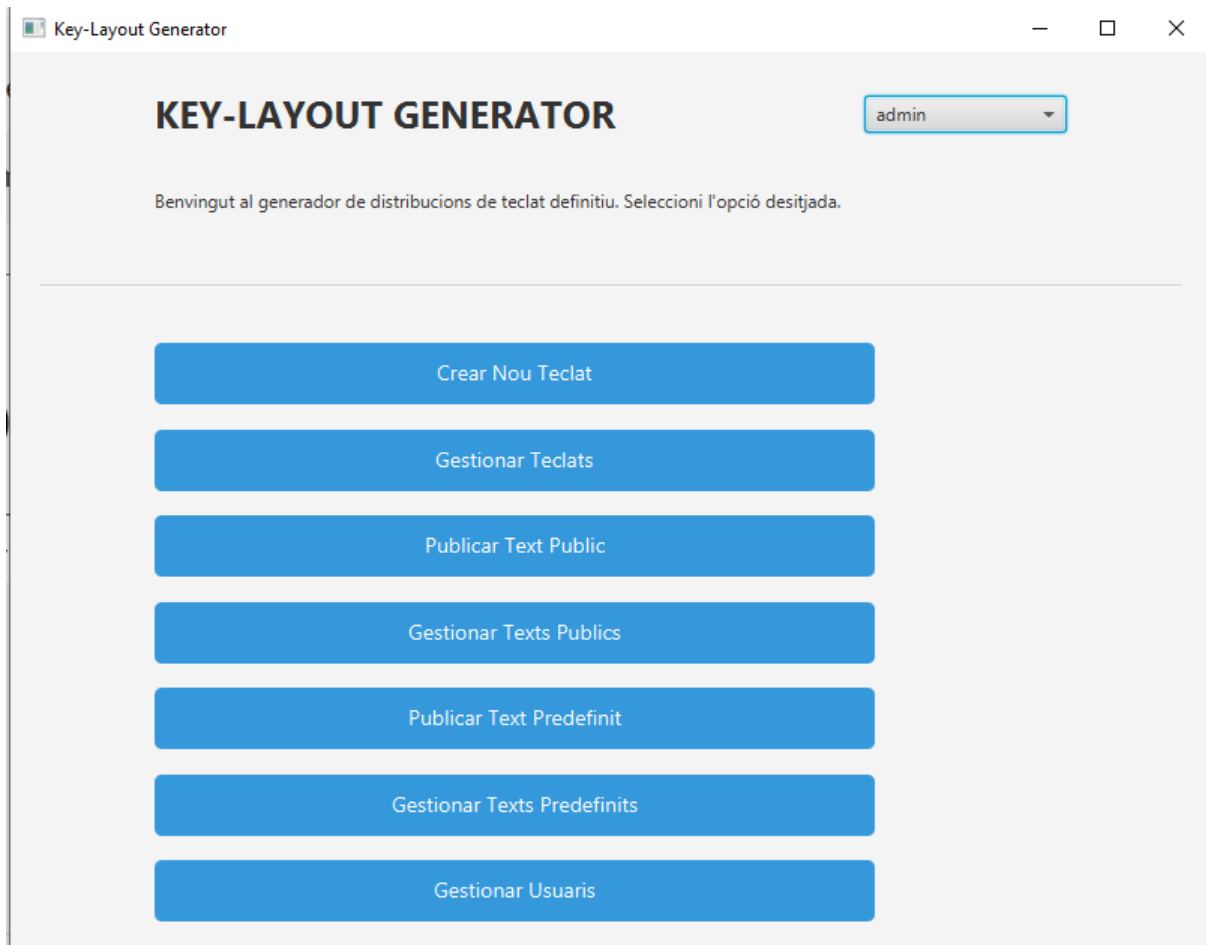 Key-Layout Generator
KEY-LAYOUT GENERATOR
admin
Benvingut al generador de distribucions de teclat definitiu. Seleccioni l'opció desitjada.
Crear Nou Teclat
Gestionar Teclats
Publicar Text Public
Gestionar Texts Publics
Publicar Text Predefinit
Gestionar Texts Predefinits
Gestionar Usuaris